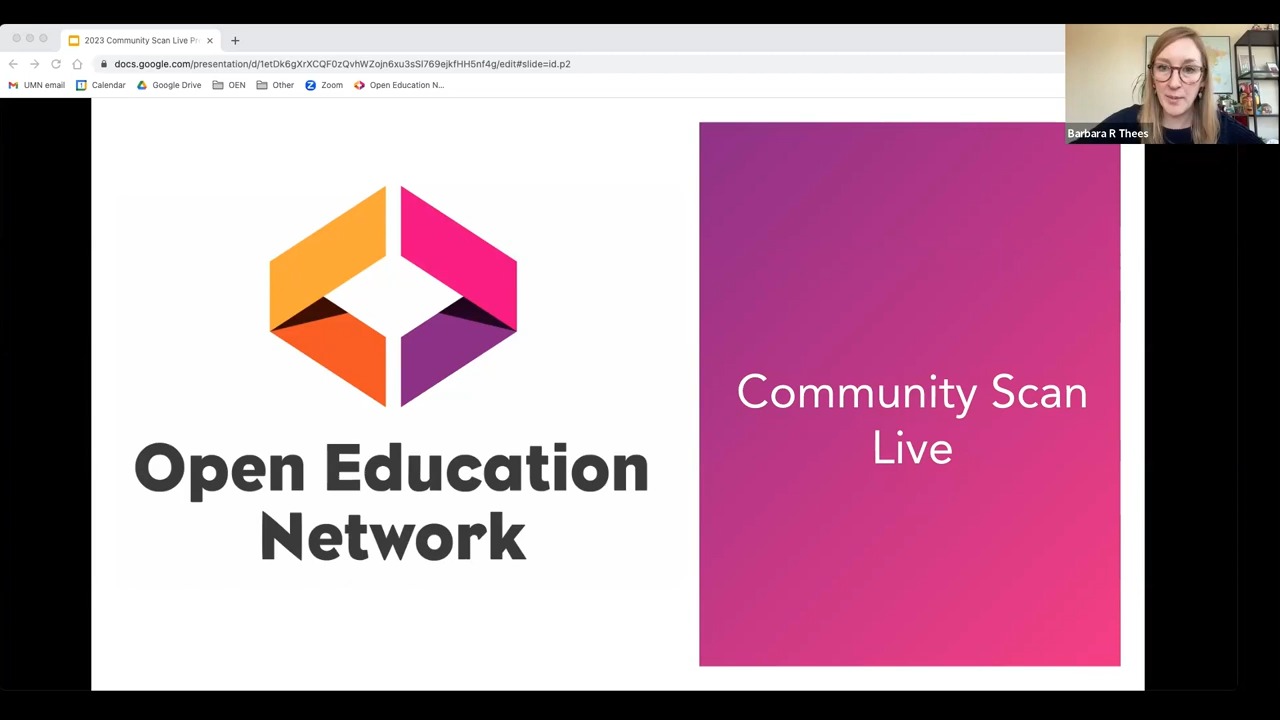 2023 Community Scan Live Pr
docs.google.com/presentation/d/1etDk6gXrXCQF0zQvhWZojn6xu3sSl769ejkfHH5nf4g/edit#slide=id.p2
UMN email
Calendar
Google Drive
OEN
Other
Zoom
Open Education N...
Barbara R Thees
Open Education
Network
Community Scan
Live